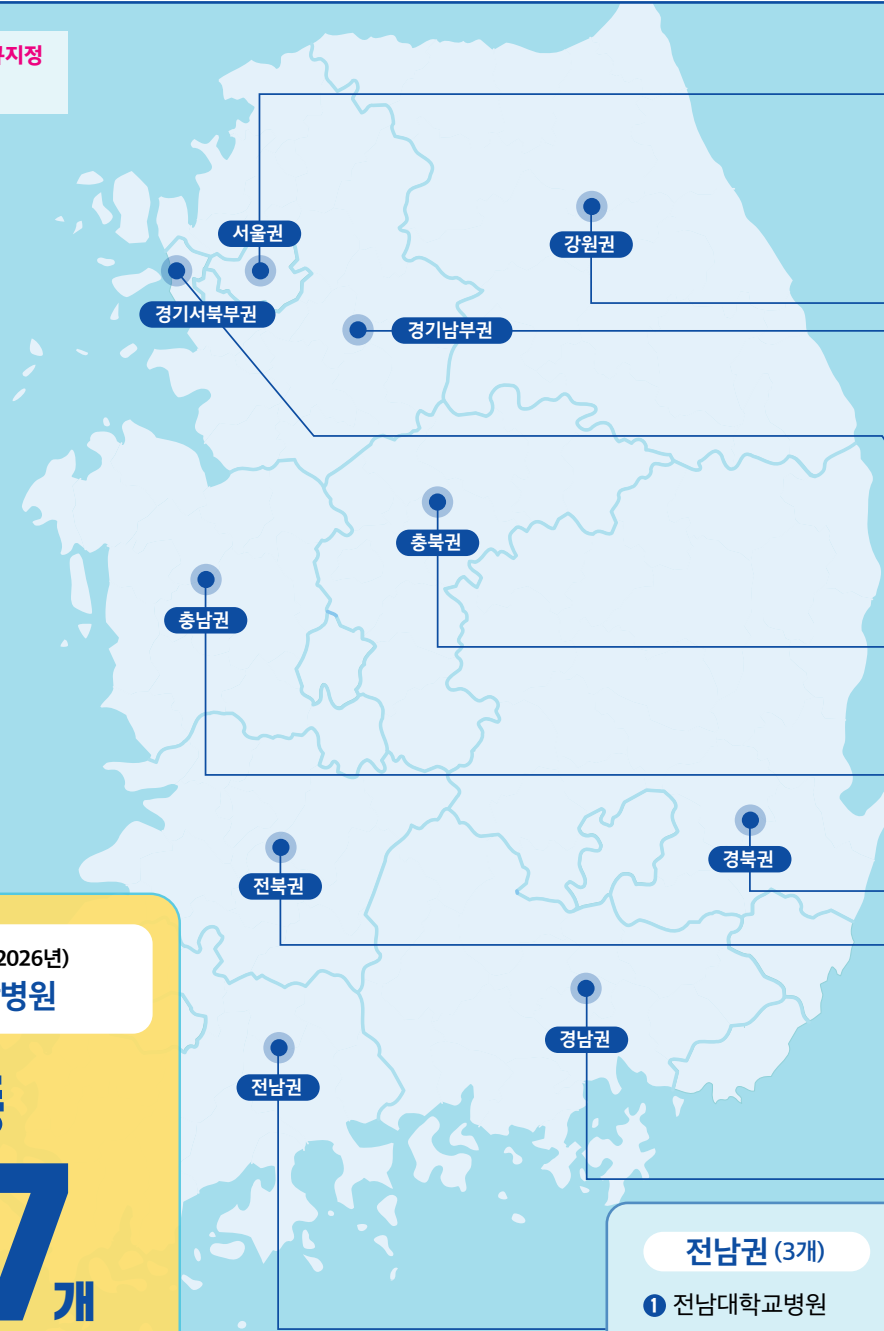 지정
서울권
강원권
경기서북부권
경기남부권
충북권
충남권
경북권
전북권
2026년)
병원
경남권
전남권
7개
전남권 (3개)
❶ 전남대학교병원